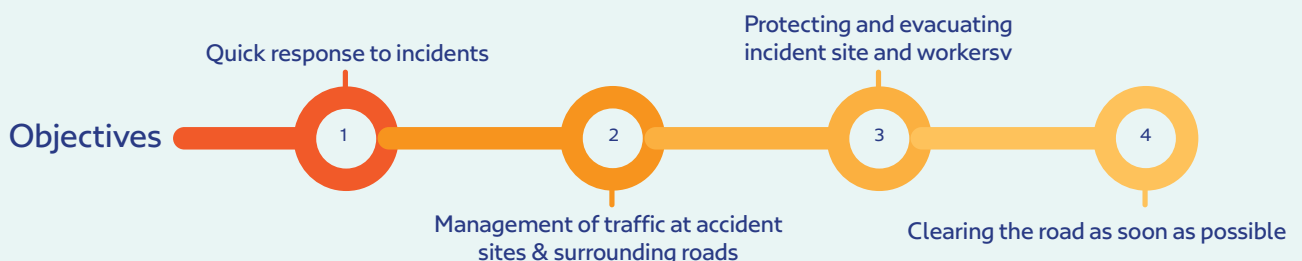 Objectives
1
Quick response to incidents
2
Management of traffic at accident
sites & surrounding roads
3
Protecting and evacuating
incident site and workersv
4
Clearing the road as soon as possible